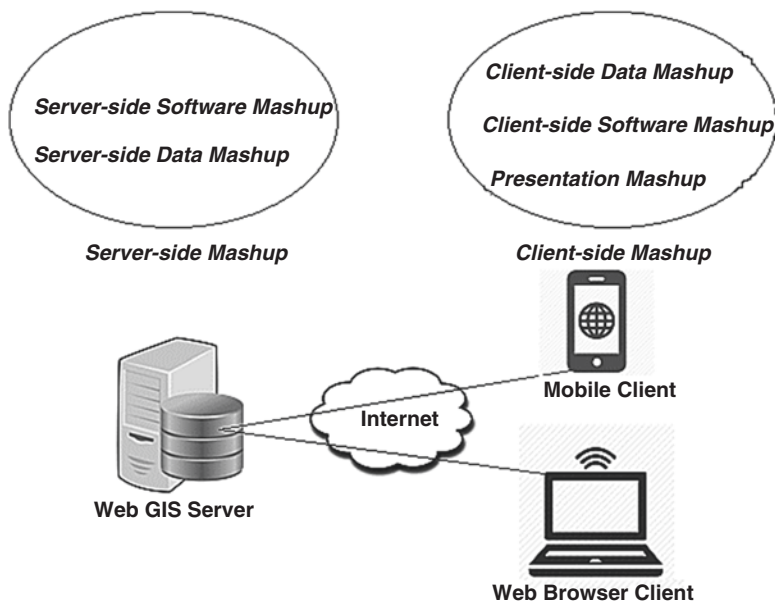 Server-side Software Mashup
Server-side Data Mashup
Server-side Mashup
Client-side Data Mashup
Client-side Software Mashup
Presentation Mashup
Client-side Mashup
Mobile Client
Internet
Web GIS Server
Web Browser Client